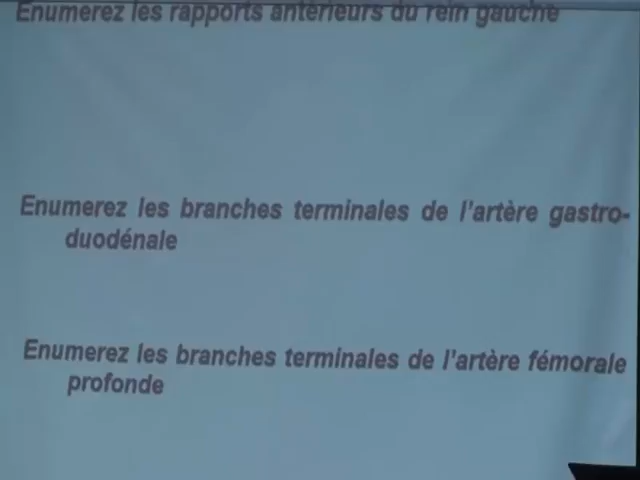 Enumerez les rapports antérieurs du rein gauche
Enumerez les branches terminales de l'artère gastro-
duodénale
Enumerez les branches terminales de l'artère fémorale
profonde